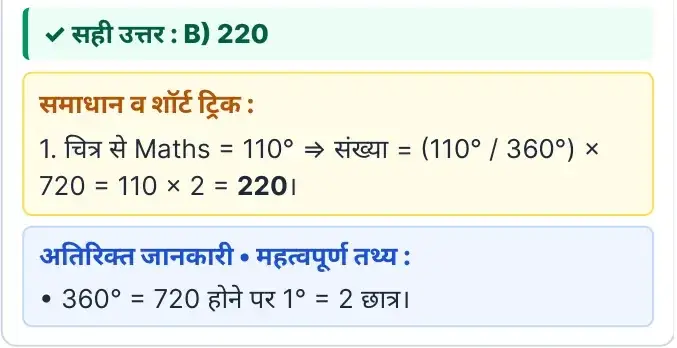 ✓ सही उत्तर : B) 220
समाधान व शॉर्ट ट्रिक :
1. चित्र से Maths = 110° ⇒ संख्या = (110° / 360°) ×
720 = 110 × 2 = 220।
अतिरिक्त जानकारी • महत्वपूर्ण तथ्य :
• 360° = 720 होने पर 1° = 2 छात्र।